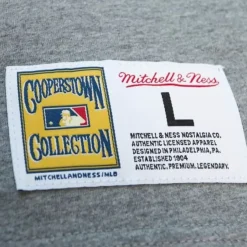 COOPERSTOWN
COLLECTION
MITCHELLANDNESS/MLB
Mitchell & Ness
L
MITCHELL & NESS NOSTALGIA CO.
AUTHENTIC LICENSED APPAREL
DESIGNED IN PHILADELPHIA, PA.
ESTABLISHED 1904
AUTHENTIC. PREMIUM. LEGENDARY.